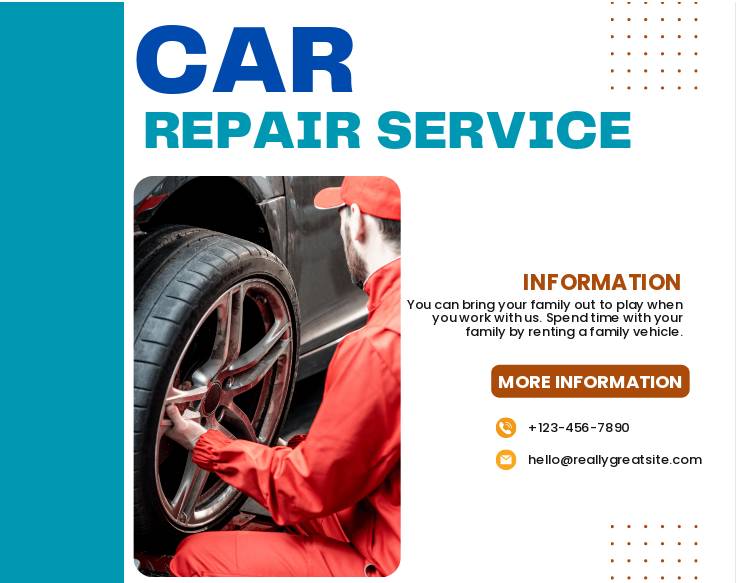 CAR
REPAIR SERVICE
INFORMATION
You can bring your family out to play when
you work with us. Spend time with your
family by renting a family vehicle.
MORE INFORMATION
+123-456-7890
hello@reallygreatsite.com